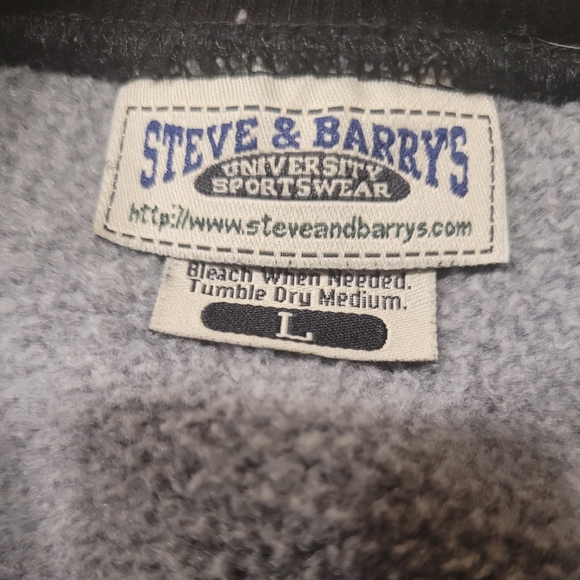 STEVE & BARRY'S
UNIVERSITY
SPORTSWEAR
http://www.steveandbarrys.com
Bleach When Needed.
Tumble Dry Medium.
L